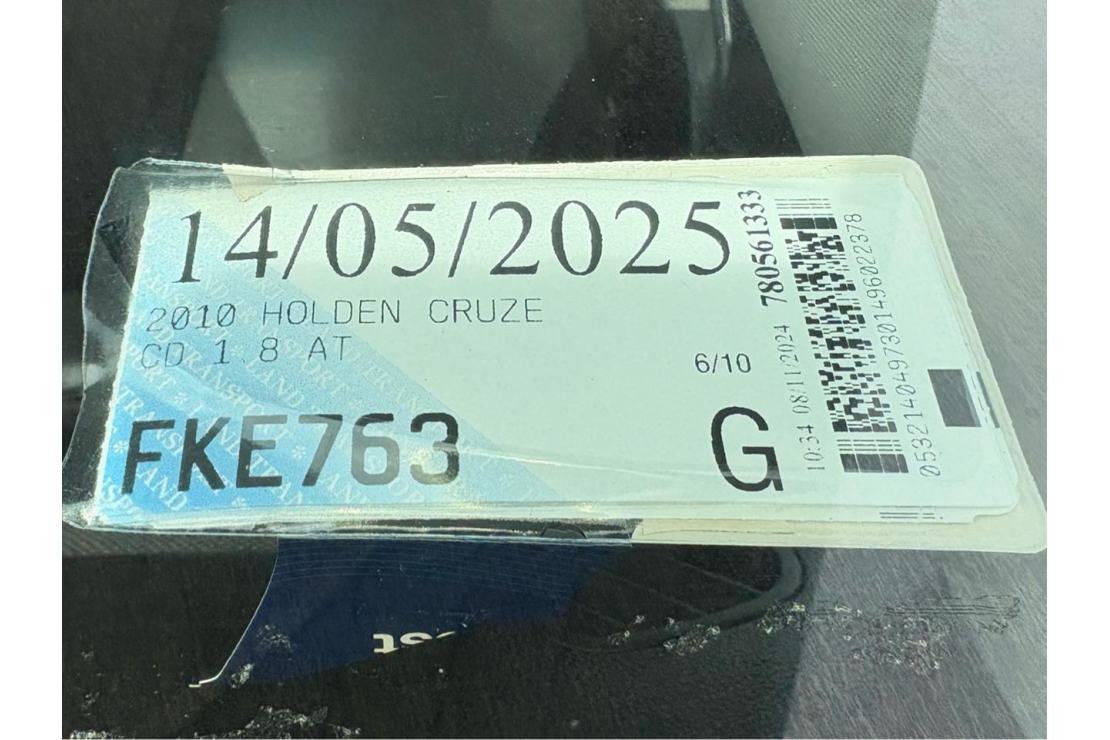 14/05/2025
2010 HOLDEN CRUZE
CD 1.8 AT
6/10
FKE763
G
780561333
10:34 08/11/2024
05321404973014960223​78